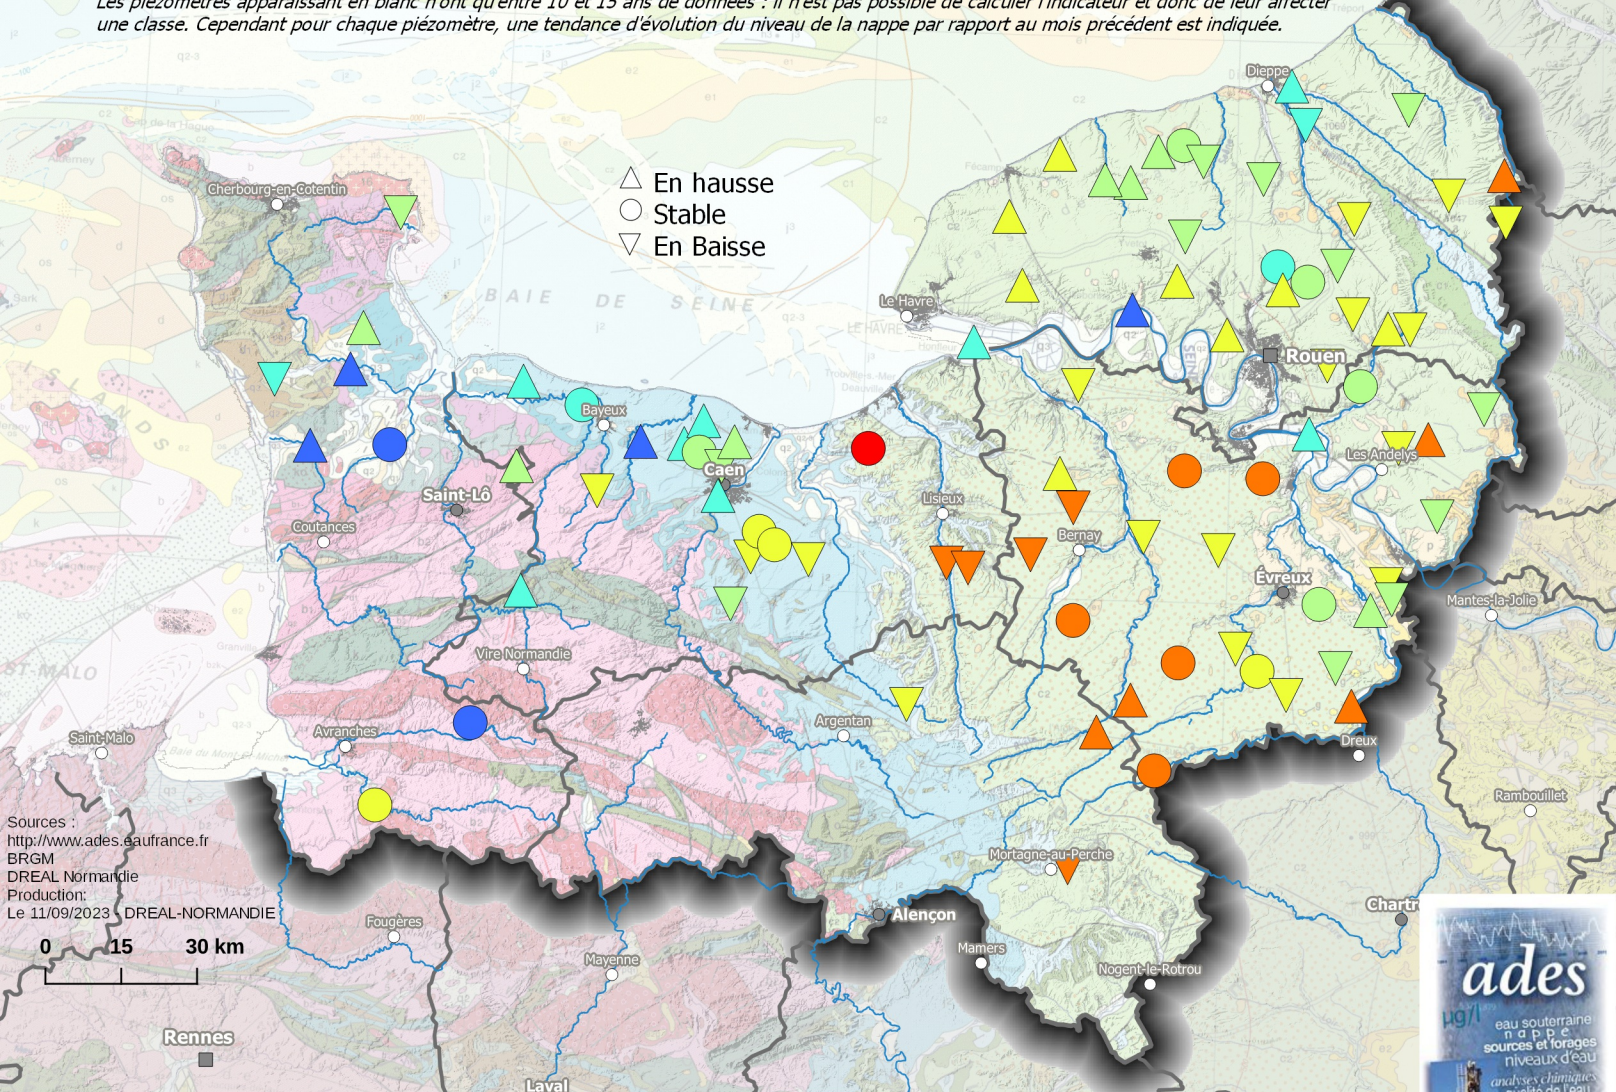 Les piézomètres apparaissant en blanc n'ont qu'entre 10 et 15 ans de données : il n'est pas possible de calculer l'indicateur et donc de leur affecter
une classe. Cependant pour chaque piézomètre, une tendance d'évolution du niveau de la nappe par rapport au mois précédent est indiquée.
Dieppe
En hausse
Stable
En Baisse
Cherbourg-en-Cotentin
BAIE DE SEINE
Le Havre
LE HAVRE
Rouen
Bayeux
Caen
Les Andelys
Saint-Lô
Lisieux
Coutances
Bernay
Évreux
Mantes-la-Jolie
Vire Normandie
ST-MALO
Argentan
Avranches
Saint-Malo
Dreux
Rambouillet
Sources :
http://www.ades.eaufrance.fr
BRGM
DREAL Normandie
Production:
Le 11/09/2023 - DREAL-NORMANDIE
0 15 30 km
Mortagne-au-Perche
Alençon
Chartr
Fougères
Mamers
Mayenne
Nogent-le-Rotrou
Rennes
Laval
ades
µg/l
eau souterraine
nappe
sources et forages
niveaux d'eau
analyses chimiques